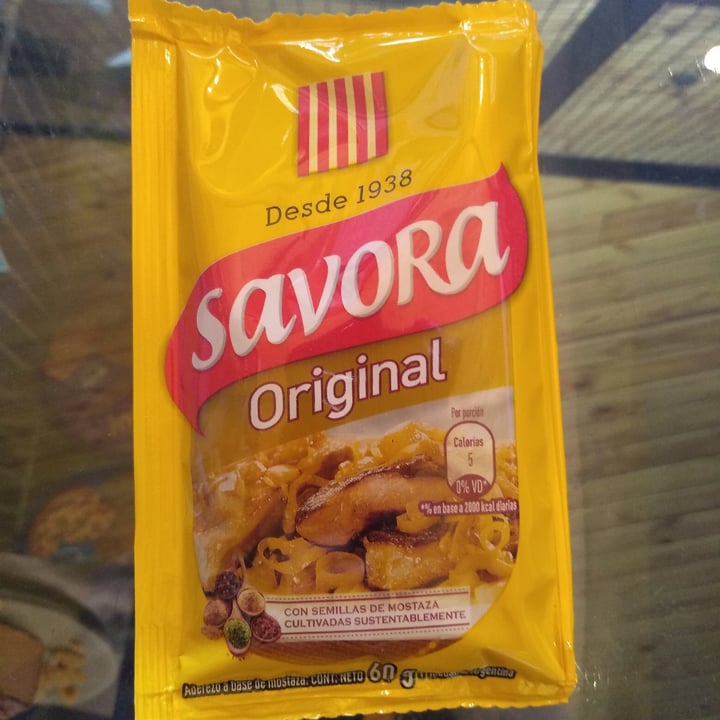 Desde 1938
SAVORA
Original
Por porción
Calorías
5
0% VD*
*% en base a 2000 kcal diarias
CON SEMILLAS DE MOSTAZA
CULTIVADAS SUSTENTABLEMENTE
Aderezo a base de mostaza. CONT. NETO 60 g Argentina